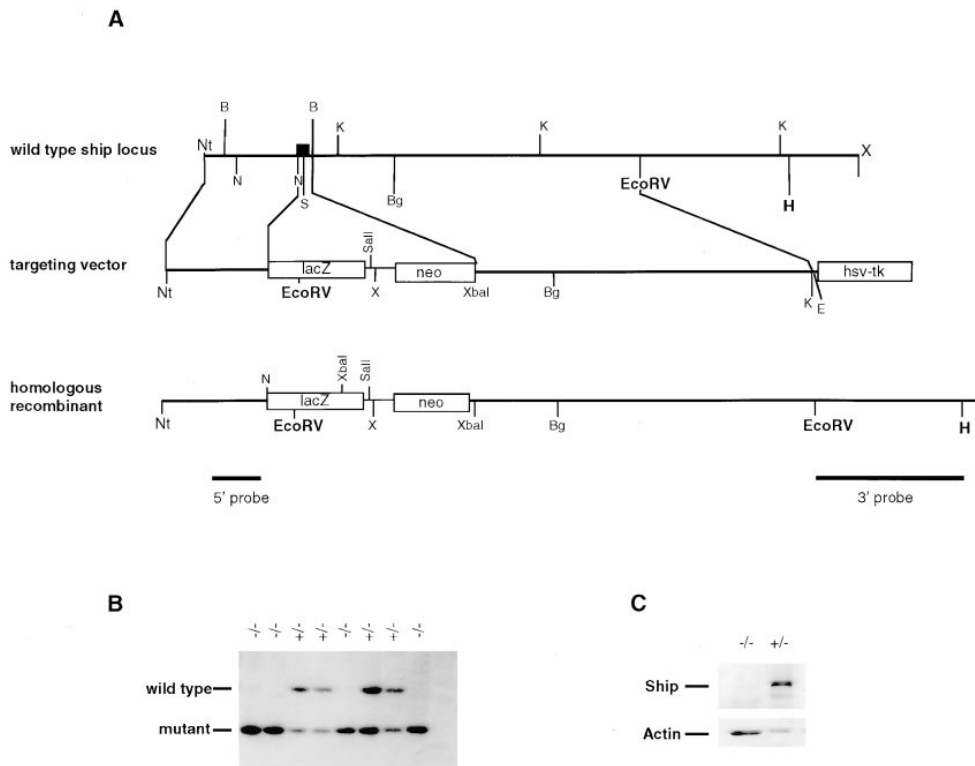 A
B B K K K
wild type ship locus Nt X
N N S Bg EcoRV H
SalI
targeting vector lacZ neo hsv-tk
Nt EcoRV X XbaI Bg K E
N XbaI SalI
homologous
recombinant lacZ neo
Nt EcoRV X XbaI Bg EcoRV H
5' probe 3' probe
B
-/- -/- +/- +/- -/- +/- +/- -/-
wild type
mutant
C
-/- +/-
Ship
Actin